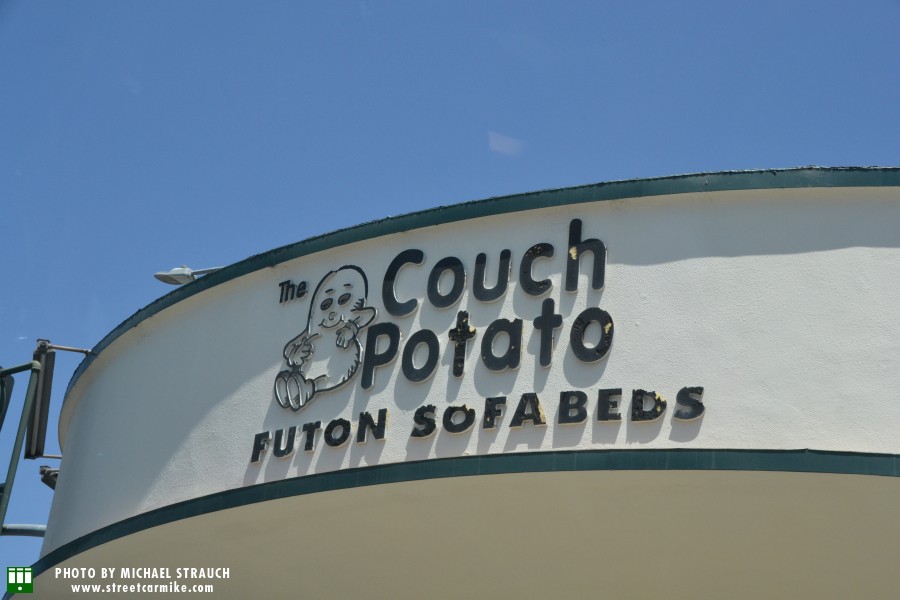 The Couch
Potato
FUTON SOFABEDS
PHOTO BY MICHAEL STRAUCH
www.streetcarmike.com